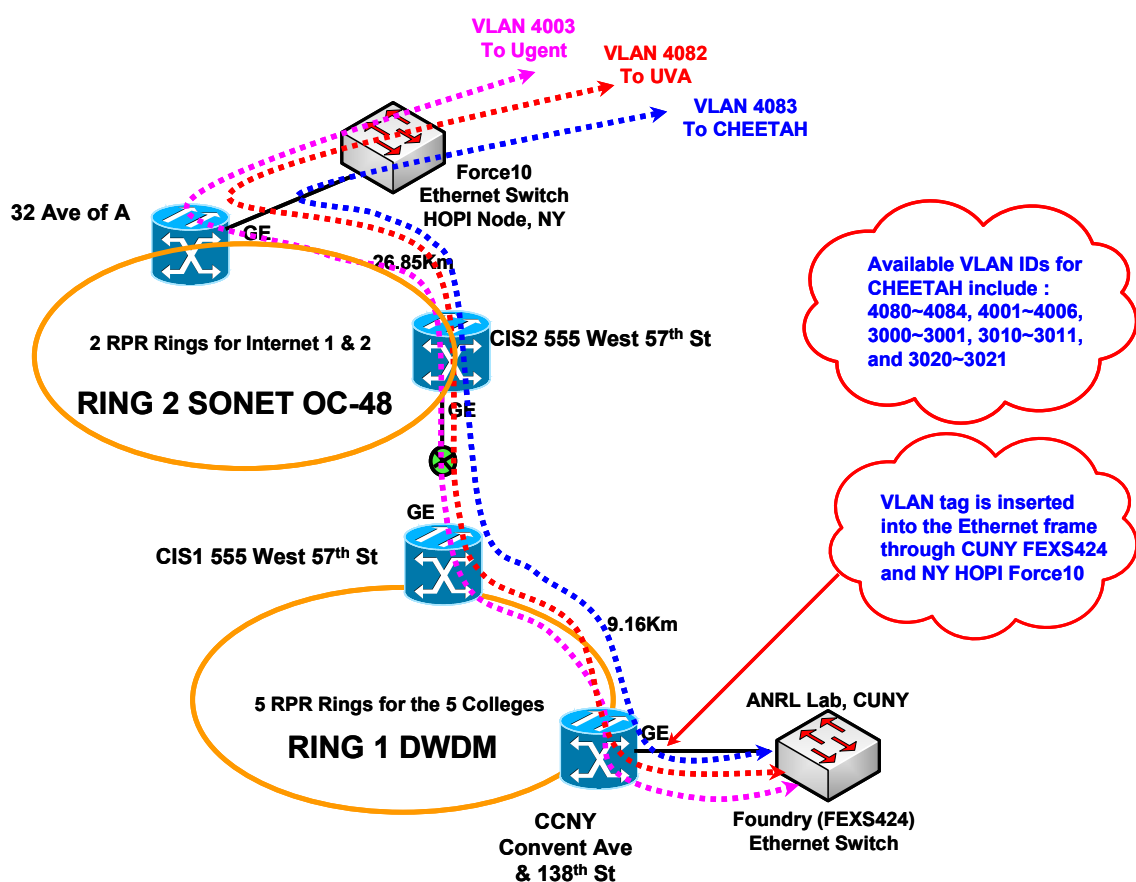 VLAN 4003
To Ugent
VLAN 4082
To UVA
VLAN 4083
To CHEETAH
Force10
Ethernet Switch
HOPI Node, NY
32 Ave of A
GE
26.85Km
Available VLAN IDs for
CHEETAH include :
4080~4084, 4001~4006,
3000~3001, 3010~3011,
and 3020~3021
2 RPR Rings for Internet 1 & 2
CIS2 555 West 57th St
RING 2 SONET OC-48
GE
GE
VLAN tag is inserted
into the Ethernet frame
through CUNY FEXS424
and NY HOPI Force10
CIS1 555 West 57th St
9.16Km
5 RPR Rings for the 5 Colleges
ANRL Lab, CUNY
RING 1 DWDM
GE
CCNY
Convent Ave
& 138th St
Foundry (FEXS424)
Ethernet Switch